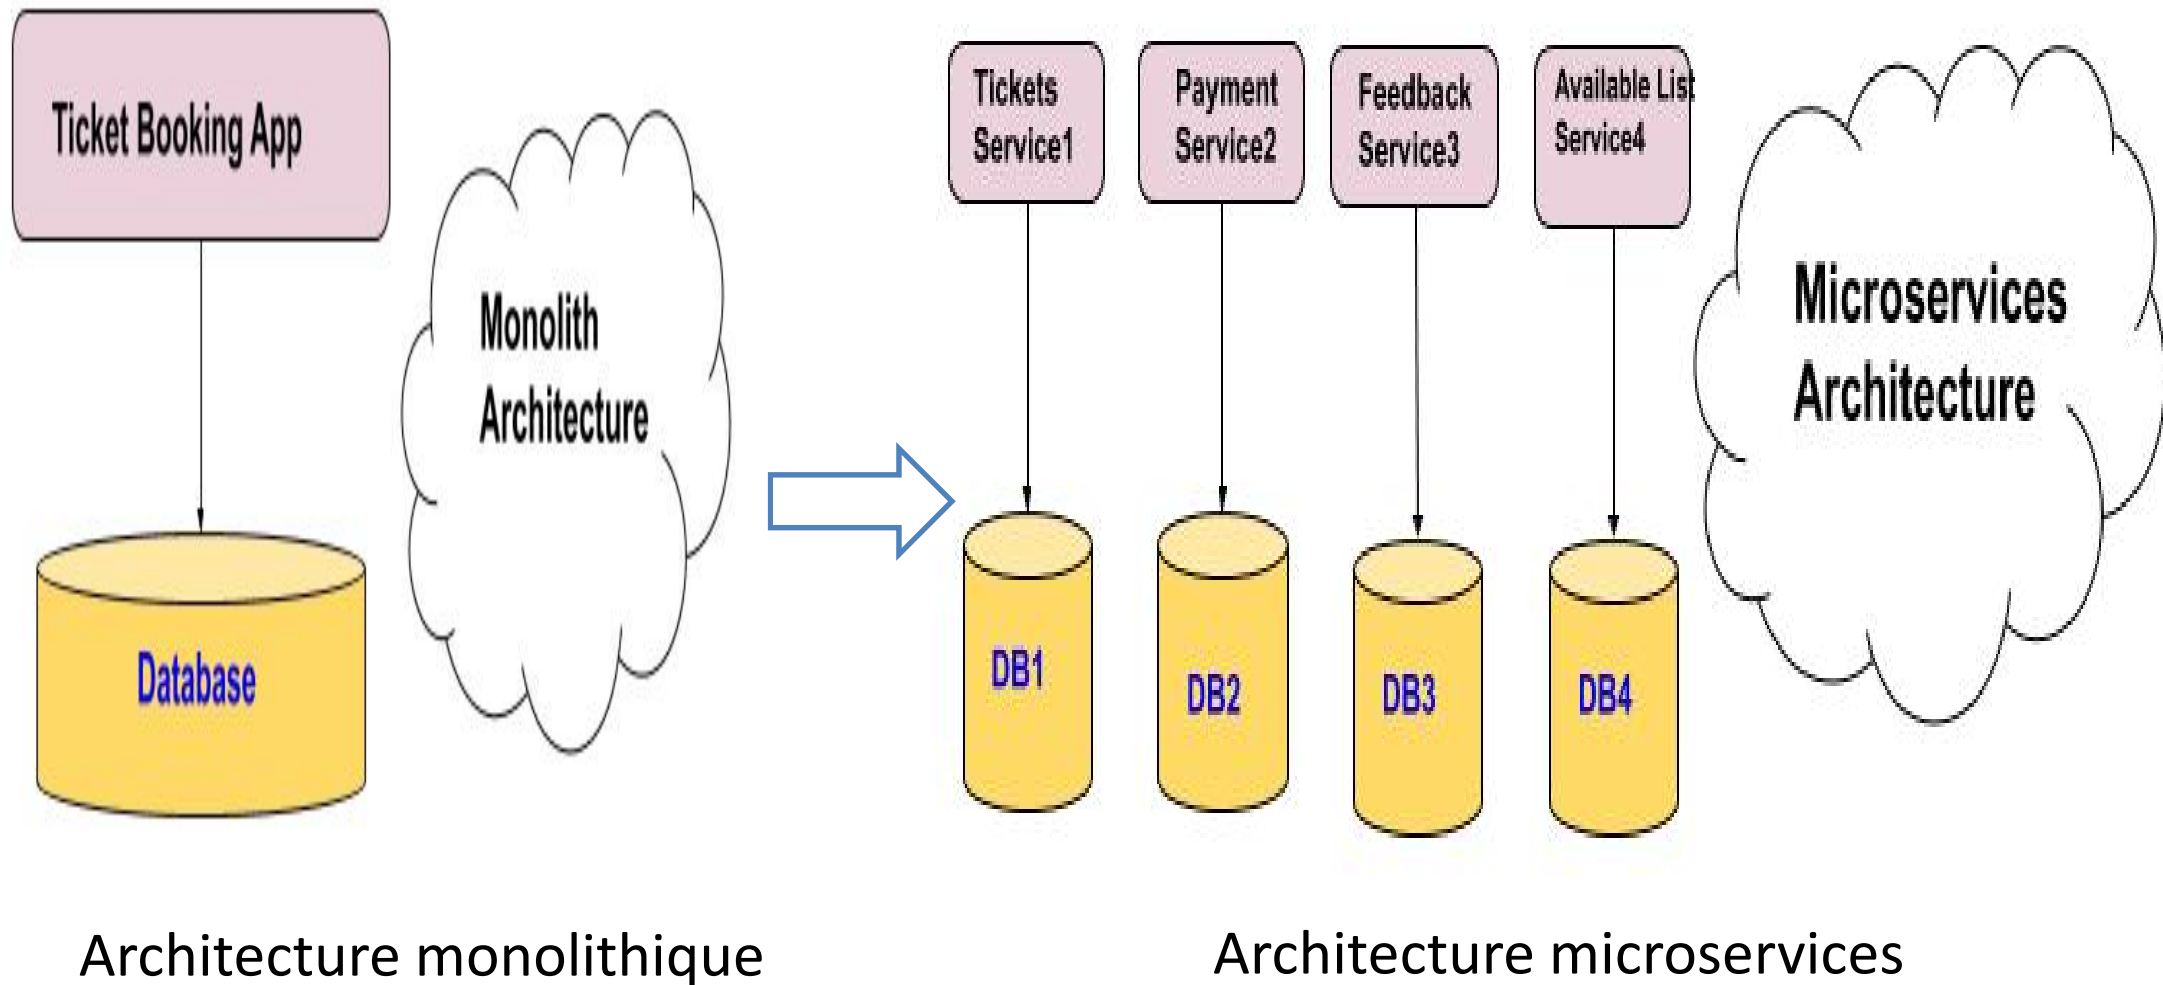 Ticket Booking App
Monolith
Architecture
Database
Tickets
Service1
Payment
Service2
Feedback
Service3
Available List
Service4
Microservices
Architecture
DB1
DB2
DB3
DB4
Architecture monolithique
Architecture microservices